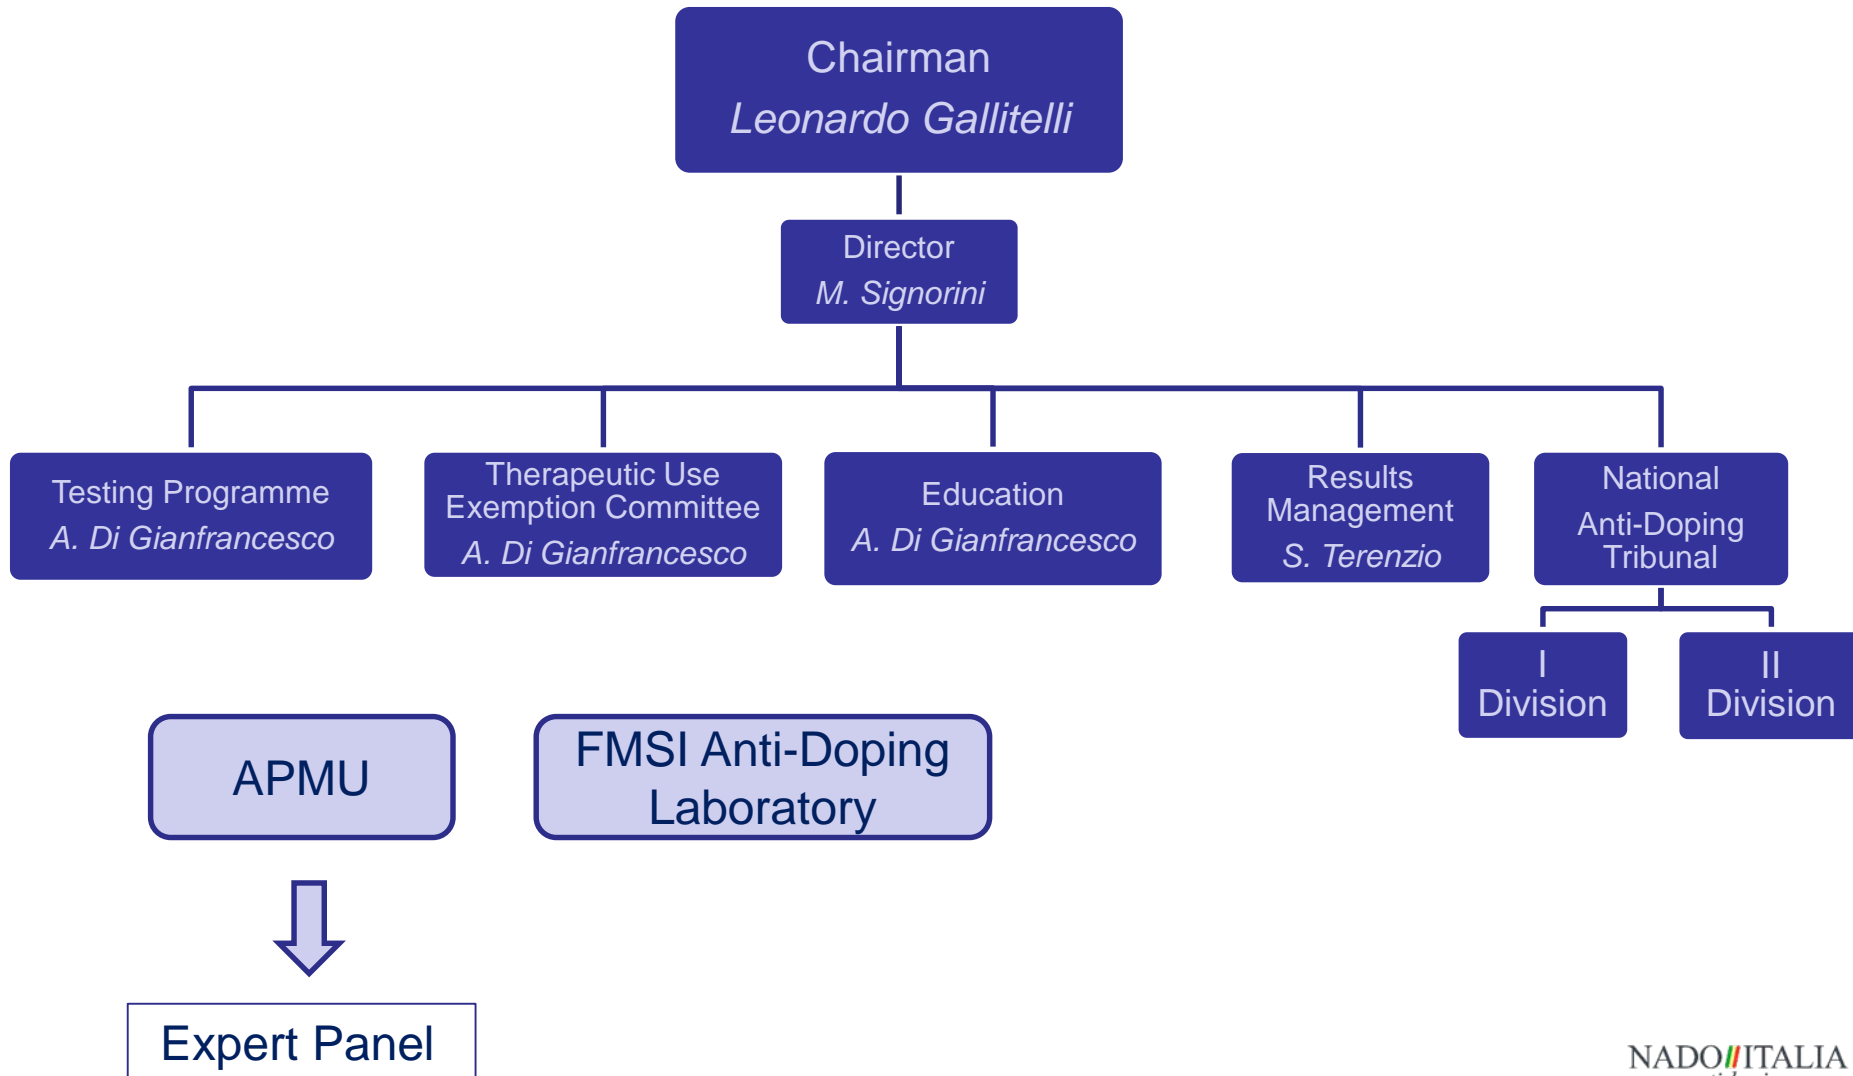 Chairman
Leonardo Gallitelli
Director
M. Signorini
Testing Programme
A. Di Gianfrancesco
Therapeutic Use
Exemption Committee
A. Di Gianfrancesco
Education
A. Di Gianfrancesco
Results
Management
S. Terenzio
National
Anti-Doping
Tribunal
I
Division
II
Division
APMU
FMSI Anti-Doping
Laboratory
Expert Panel
NADO//ITALIA